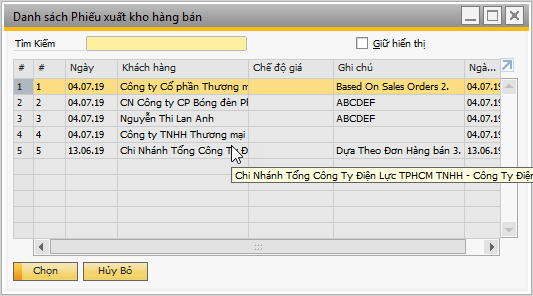 Danh sách Phiếu xuất kho hàng bán
Tìm Kiếm
Giữ hiển thị
# # Ngày Khách hàng Chế độ giá Ghi chú Ngà...
1 1 04.07.19 Công ty Cổ phần Thương m Based On Sales Orders 2. 04.07.19
2 2 04.07.19 CN Công ty CP Bóng đèn Ph ABCDEF 04.07.19
3 3 04.07.19 Nguyễn Thi Lan Anh ABCDEF 04.07.19
4 4 04.07.19 Công ty TNHH Thương mại 04.07.19
5 5 13.06.19 Chi Nhánh Tổng Công Ty Đ Dựa Theo Đơn Hàng bán 3. 13.06.19
Chi Nhánh Tổng Công Ty Điện Lực TPHCM TNHH - Công Ty Điện
Chọn
Hủy Bỏ